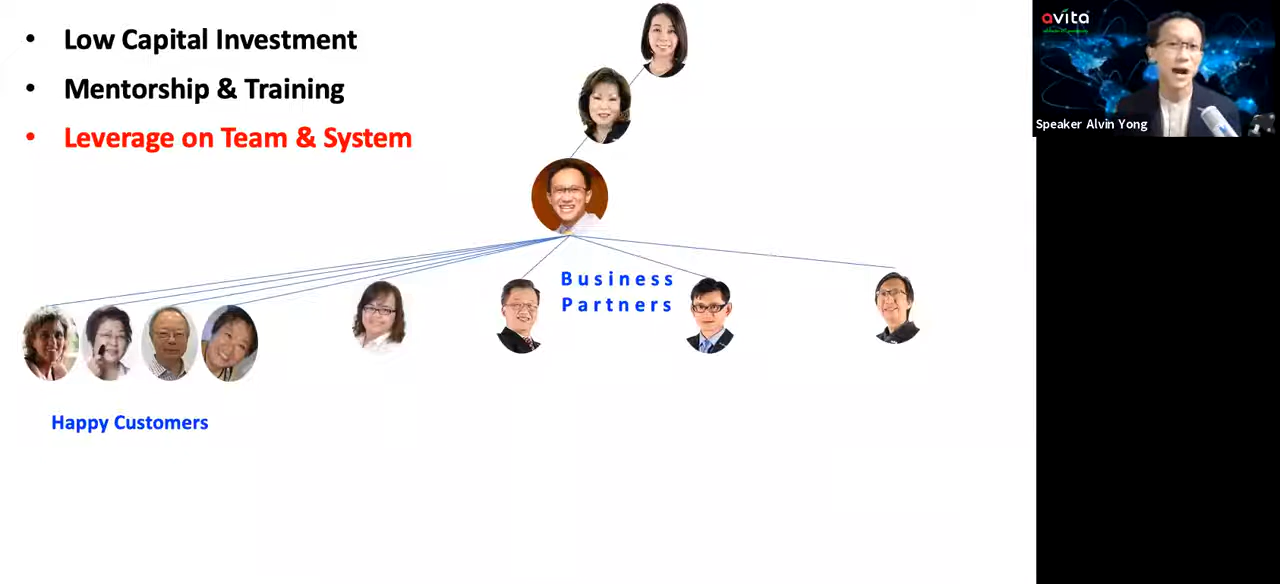 Low Capital Investment
Mentorship & Training
Leverage on Team & System
Business
Partners
Happy Customers
avita
Speaker Alvin Yong